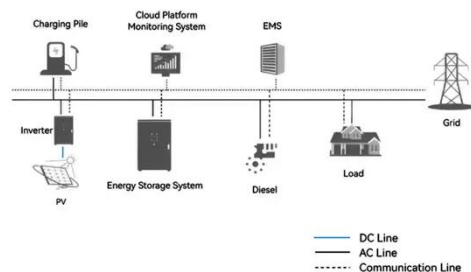 Cloud Platform
Monitoring System
Charging Pile
EMS
Grid
Inverter
PV
Energy Storage System
Diesel
Load
DC Line
AC Line
Communication Line